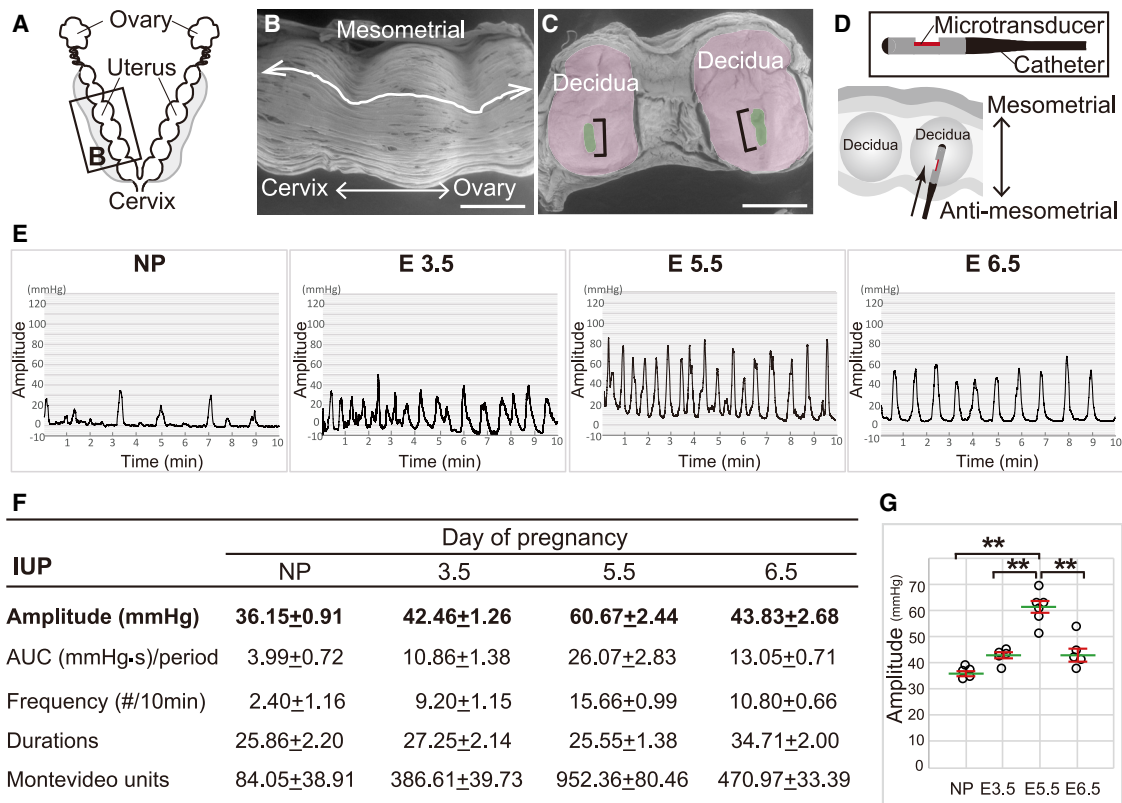 A
Ovary
Uterus
B
Cervix
B
Mesometrial
Cervix
Ovary
C
Decidua
Decidua
D
Microtransducer
Catheter
Decidua
Decidua
Mesometrial
Anti-mesometrial
E
NP
(mmHg)
120
100
80
60
40
20
0
-10
Amplitude
1 2 3 4 5 6 7 8 9 10
Time (min)
E 3.5
(mmHg)
120
100
80
60
40
20
0
-10
Amplitude
1 2 3 4 5 6 7 8 9 10
Time (min)
E 5.5
(mmHg)
120
100
80
60
40
20
0
-10
Amplitude
1 2 3 4 5 6 7 8 9 10
Time (min)
E 6.5
(mmHg)
120
100
80
60
40
20
0
-10
Amplitude
1 2 3 4 5 6 7 8 9 10
Time (min)
F
Day of pregnancy
IUP NP 3.5 5.5 6.5
Amplitude (mmHg) 36.15±0.91 42.46±1.26 60.67±2.44 43.83±2.68
AUC (mmHg·s)/period 3.99±0.72 10.86±1.38 26.07±2.83 13.05±0.71
Frequency (#/10min) 2.40±1.16 9.20±1.15 15.66±0.99 10.80±0.66
Durations 25.86±2.20 27.25±2.14 25.55±1.38 34.71±2.00
Montevideo units 84.05±38.91 386.61±39.73 952.36±80.46 470.97±33.39
G
**
** **
Amplitude (mmHg)
70
60
50
40
30
20
10
0
NP E3.5 E5.5 E6.5